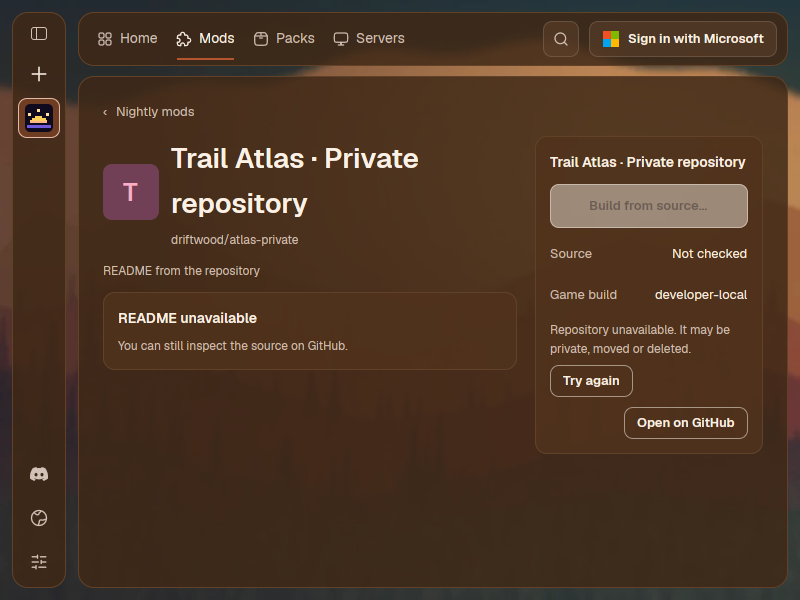 Home
Mods
Packs
Servers
Sign in with Microsoft
‹ Nightly mods
T
Trail Atlas · Private
repository
driftwood/atlas-private
README from the repository
README unavailable
You can still inspect the source on GitHub.
Trail Atlas · Private repository
Build from source...
Source Not checked
Game build developer-local
Repository unavailable. It may be
private, moved or deleted.
Try again
Open on GitHub